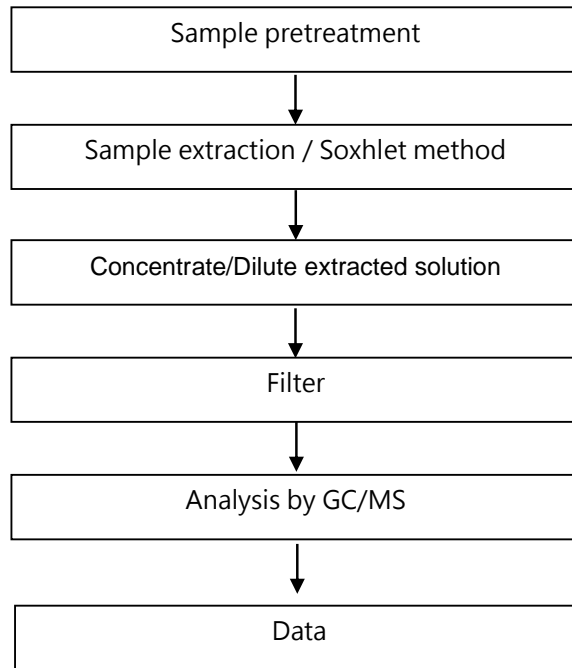 Sample pretreatment
Sample extraction / Soxhlet method
Concentrate/Dilute extracted solution
Filter
Analysis by GC/MS
Data